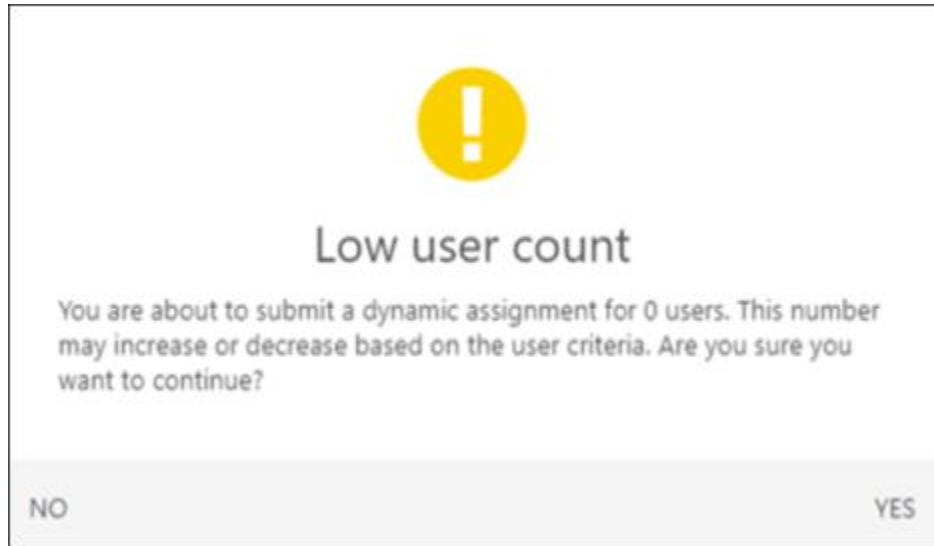 !
Low user count
You are about to submit a dynamic assignment for 0 users. This number
may increase or decrease based on the user criteria. Are you sure you
want to continue?
NO YES